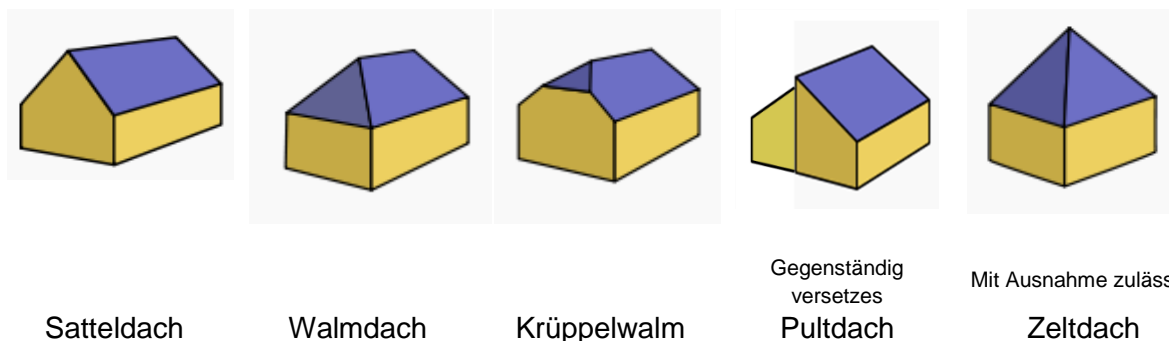 Gegenständig
versetzes
Mit Ausnahme zuläss
Satteldach
Walmdach
Krüppelwalm
Pultdach
Zeltdach